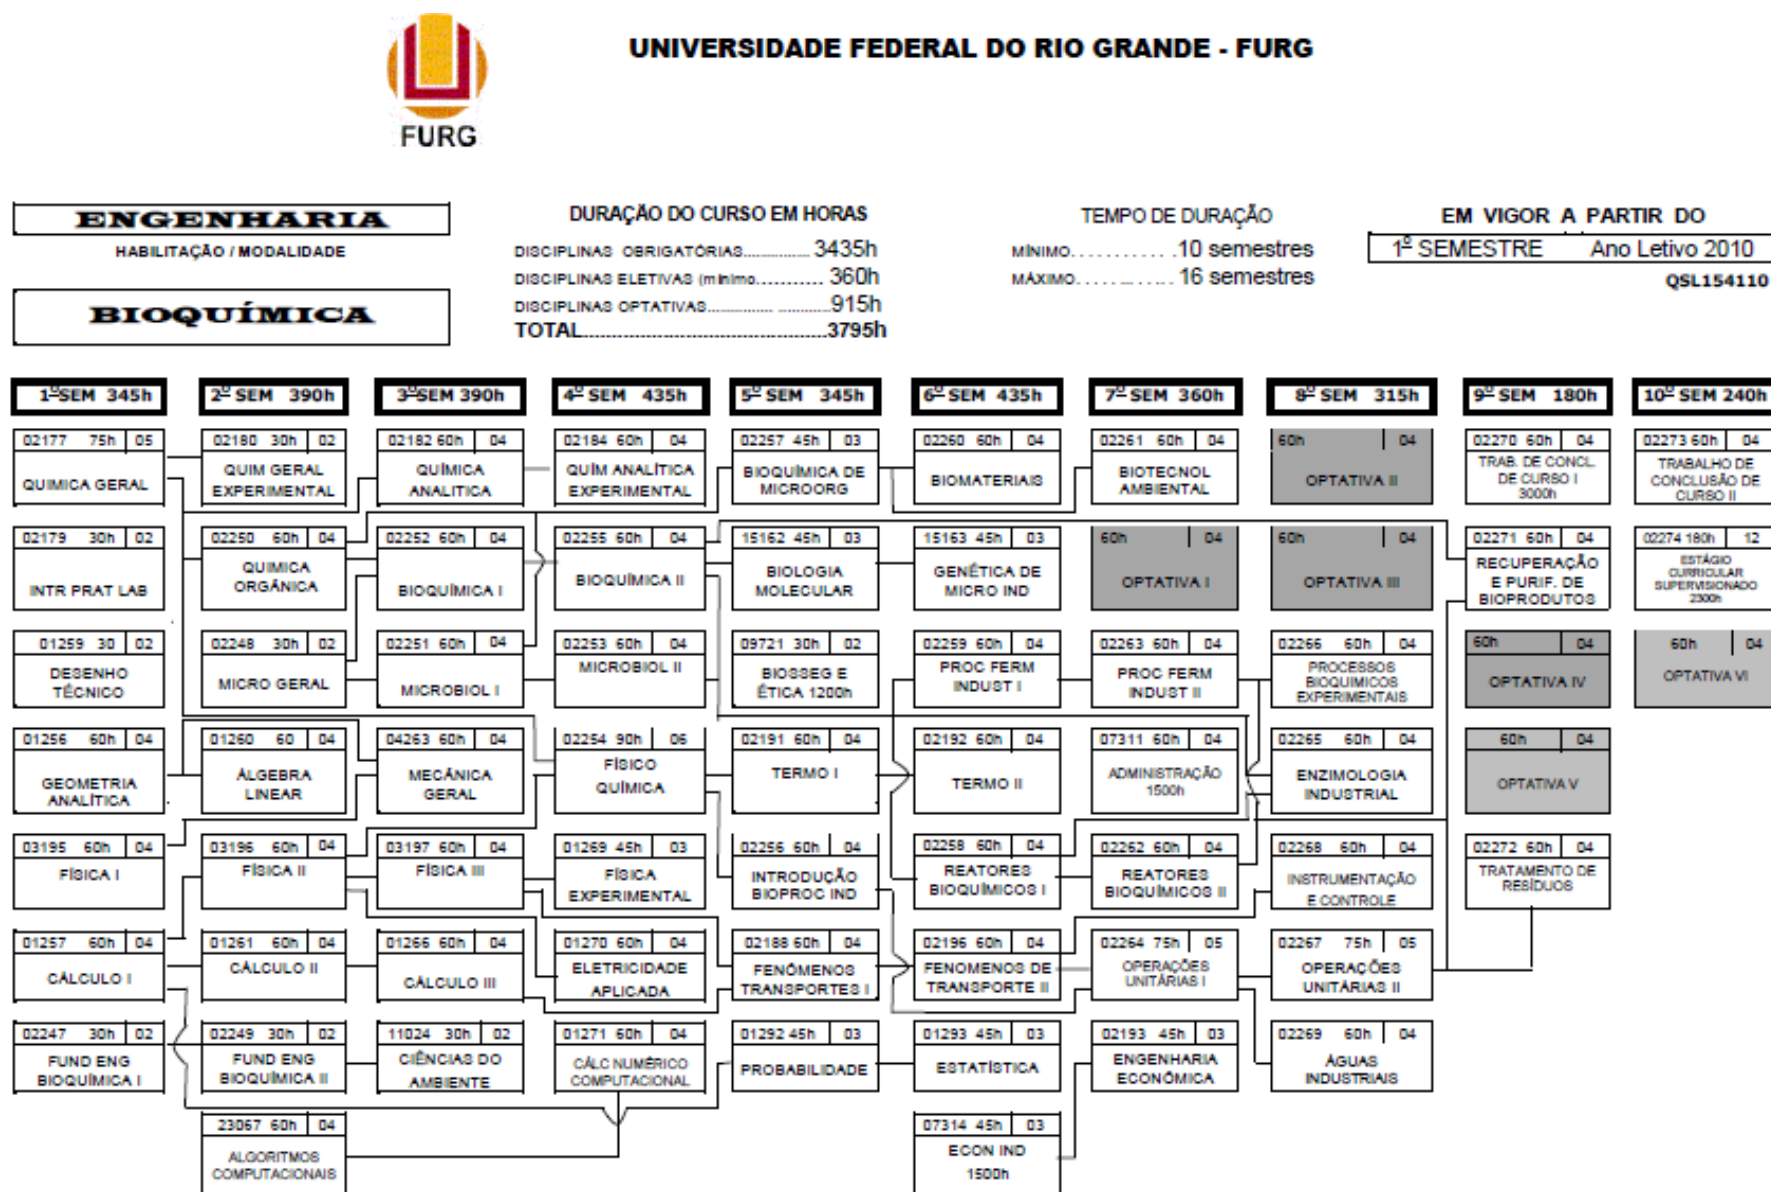 UNIVERSIDADE FEDERAL DO RIO GRANDE - FURG
FURG
ENGENHARIA
HABILITAÇÃO / MODALIDADE
BIOQUÍMICA
DURAÇÃO DO CURSO EM HORAS
DISCIPLINAS OBRIGATÓRIAS................ 3435h
DISCIPLINAS ELETIVAS (mínimo........... 360h
DISCIPLINAS OPTATIVAS............... ............915h
TOTAL................................................3795h
TEMPO DE DURAÇÃO
MÍNIMO. . . . . . . . . . . .10 semestres
MÁXIMO. . . . . ... . . . . . 16 semestres
EM VIGOR A PARTIR DO
1º SEMESTRE Ano Letivo 2010
QSL154110
1ºSEM 345h
02177 75h 05
QUIMICA GERAL
02179 30h 02
INTR PRAT LAB
01259 30 02
DESENHO
TÉCNICO
01256 60h 04
GEOMETRIA
ANALÍTICA
03195 60h 04
FÍSICA I
01257 60h 04
CÁLCULO I
02247 30h 02
FUND ENG
BIOQUÍMICA I
2º SEM 390h
02180 30h 02
QUIM GERAL
EXPERIMENTAL
02250 60h 04
QUIMICA
ORGÂNICA
02248 30h 02
MICRO GERAL
01260 60 04
ÁLGEBRA
LINEAR
03196 60h 04
FÍSICA II
01261 60h 04
CÁLCULO II
02249 30h 02
FUND ENG
BIOQUÍMICA II
23067 60h 04
ALGORITMOS
COMPUTACIONAIS
3ºSEM 390h
02182 60h 04
QUÍMICA
ANALITICA
02252 60h 04
BIOQUÍMICA I
02251 60h 04
MICROBIOL I
04263 60h 04
MECÂNICA
GERAL
03197 60h 04
FÍSICA III
01266 60h 04
CÁLCULO III
11024 30h 02
CIÊNCIAS DO
AMBIENTE
4º SEM 435h
02184 60h 04
QUÍM ANALÍTICA
EXPERIMENTAL
02255 60h 04
BIOQUÍMICA II
02253 60h 04
MICROBIOL II
02254 90h 06
FÍSICO
QUÍMICA
01269 45h 03
FÍSICA
EXPERIMENTAL
01270 60h 04
ELETRICIDADE
APLICADA
01271 60h 04
CÁLC NUMÉRICO
COMPUTACIONAL
5º SEM 345h
02257 45h 03
BIOQUÍMICA DE
MICROORG
15162 45h 03
BIOLOGIA
MOLECULAR
09721 30h 02
BIOSSEG E
ÉTICA 1200h
02191 60h 04
TERMO I
02256 60h 04
INTRODUÇÃO
BIOPROC IND
02188 60h 04
FENÔMENOS
TRANSPORTES I
01292 45h 03
PROBABILIDADE
6º SEM 435h
02260 60h 04
BIOMATERIAIS
15163 45h 03
GENÉTICA DE
MICRO IND
02259 60h 04
PROC FERM
INDUST I
02192 60h 04
TERMO II
02258 60h 04
REATORES
BIOQUÍMICOS I
02196 60h 04
FENOMENOS DE
TRANSPORTE II
01293 45h 03
ESTATÍSTICA
07314 45h 03
ECON IND
1500h
7º SEM 360h
02261 60h 04
BIOTECNOL
AMBIENTAL
60h 04
OPTATIVA I
02263 60h 04
PROC FERM
INDUST II
07311 60h 04
ADMINISTRAÇÃO
1500h
02262 60h 04
REATORES
BIOQUÍMICOS II
02264 75h 05
OPERAÇÕES
UNITÁRIAS I
02193 45h 03
ENGENHARIA
ECONÔMICA
8º SEM 315h
60h 04
OPTATIVA II
60h 04
OPTATIVA III
02266 60h 04
PROCESSOS
BIOQUIMICOS
EXPERIMENTAIS
02265 60h 04
ENZIMOLOGIA
INDUSTRIAL
02268 60h 04
INSTRUMENTAÇÃO
E CONTROLE
02267 75h 05
OPERAÇÕES
UNITÁRIAS II
02269 60h 04
ÁGUAS
INDUSTRIAIS
9º SEM 180h
02270 60h 04
TRAB. DE CONCL.
DE CURSO I
3000h
02271 60h 04
RECUPERAÇÃO
E PURIF. DE
BIOPRODUTOS
60h 04
OPTATIVA IV
60h 04
OPTATIVA V
02272 60h 04
TRATAMENTO DE
RESÍDUOS
10º SEM 240h
02273 60h 04
TRABALHO DE
CONCLUSÃO DE
CURSO II
02274 180h 12
ESTÁGIO
CURRICULAR
SUPERVISIONADO
2300h
60h 04
OPTATIVA VI